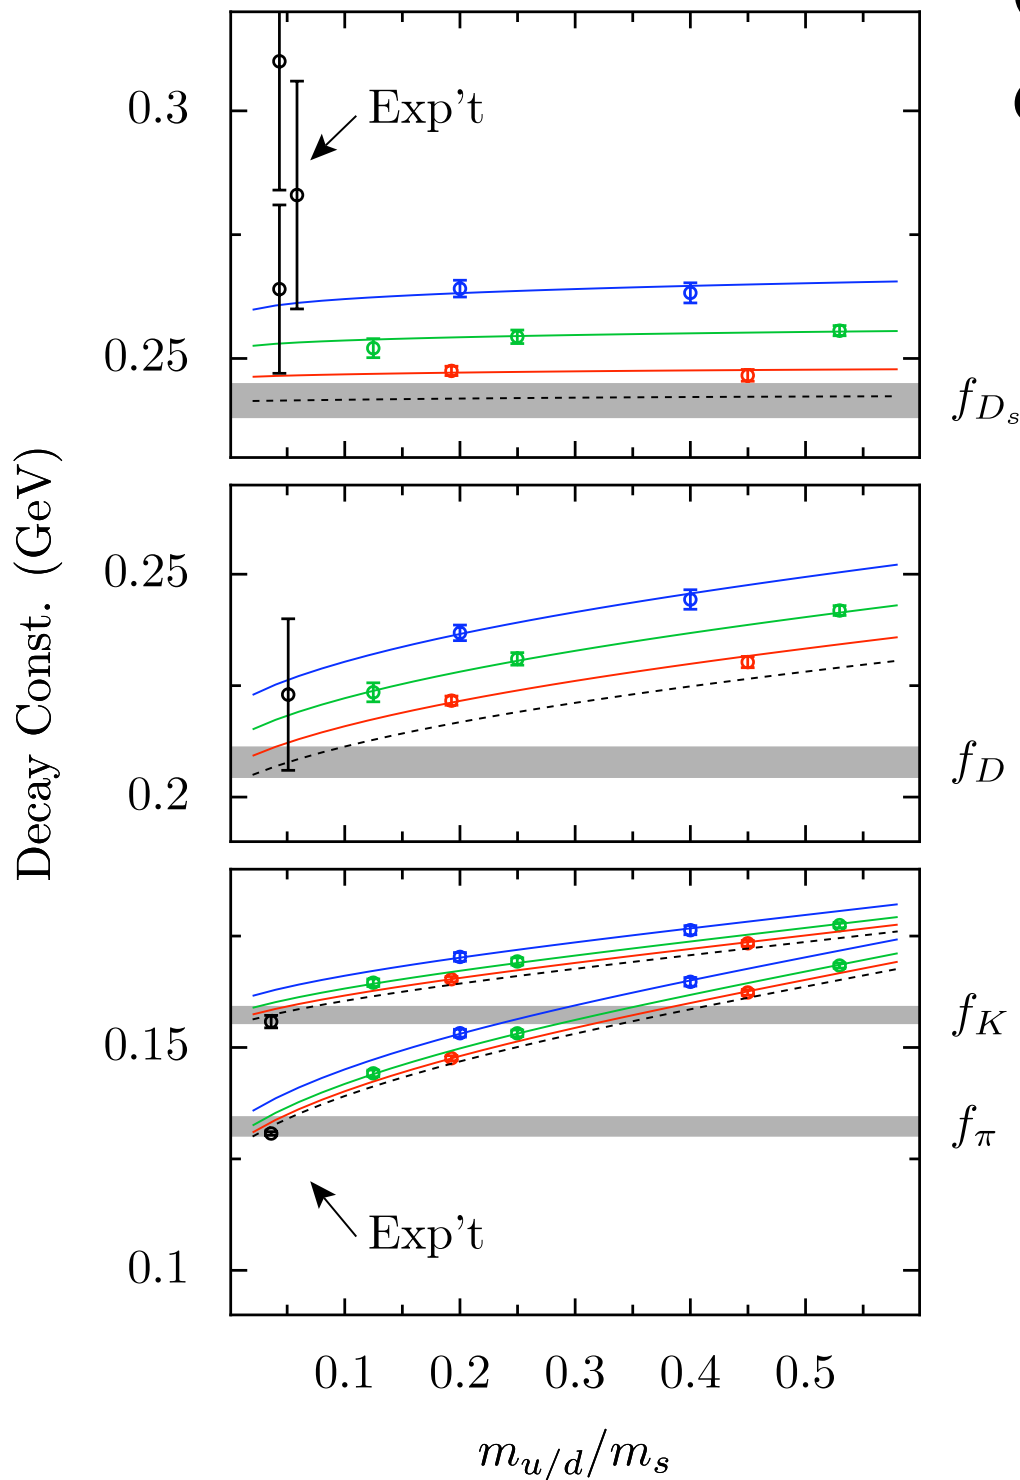 Decay Const. (GeV)
0.3
Exp't
0.25
f_{D_s}
0.25
0.2
f_D
0.15
0.1
f_K
f_π
Exp't
0.1 0.2 0.3 0.4 0.5
m_{u/d}/m_s